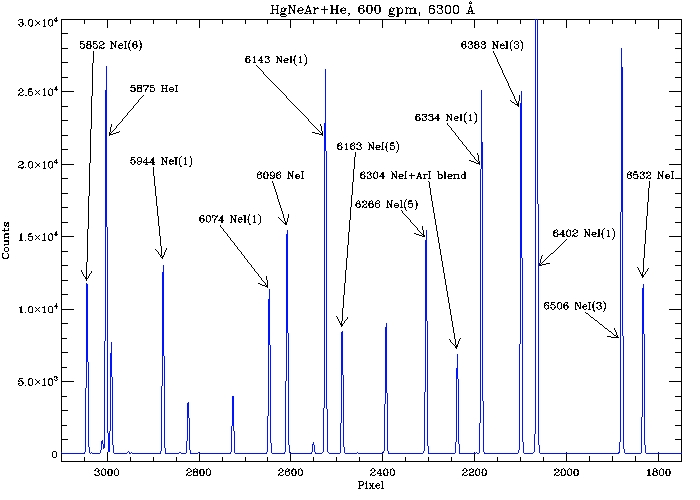 HgNeAr+He, 600 gpm, 6300 Å
3.0×10⁴
2.5×10⁴
2.0×10⁴
1.5×10⁴
1.0×10⁴
5.0×10³
0
Counts
5852 NeI(6)
5875 HeI
5944 NeI(1)
6074 NeI(1)
6096 NeI
6143 NeI(1)
6163 NeI(5)
6304 NeI+ArI blend
6266 NeI(5)
6334 NeI(1)
6383 NeI(3)
6402 NeI(1)
6506 NeI(3)
6532 NeI
3000
2800
2600
2400
2200
2000
1800
Pixel